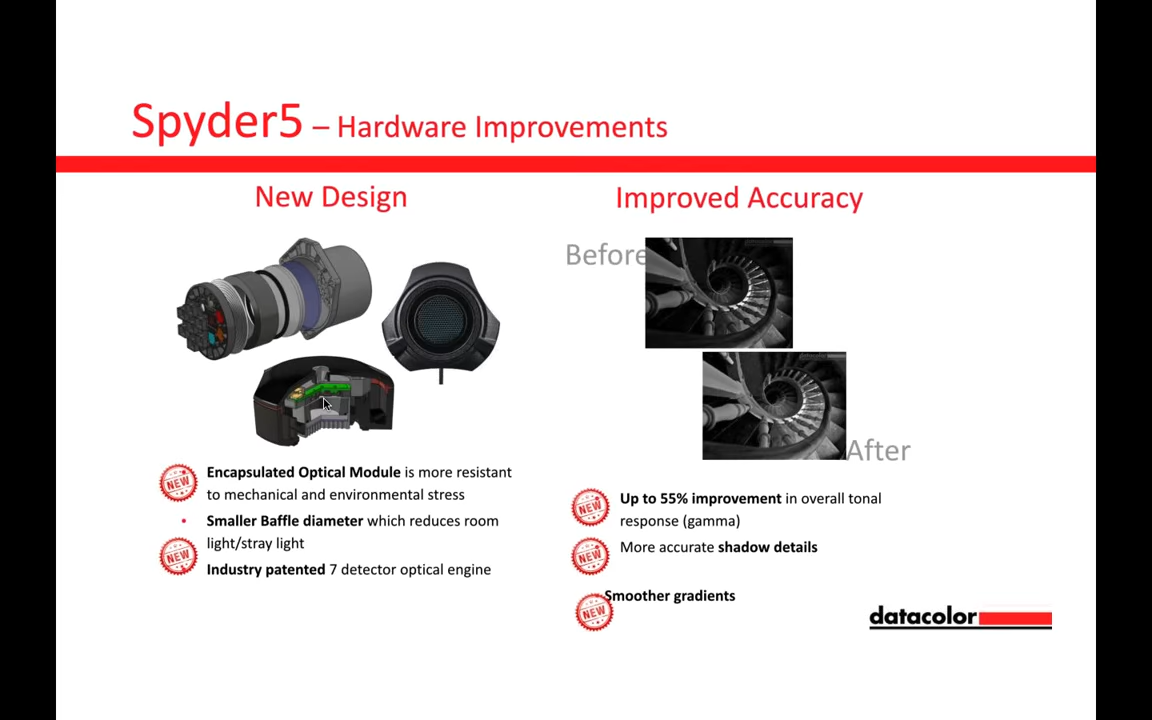 Spyder5 – Hardware Improvements
New Design
NEW
Encapsulated Optical Module is more resistant
to mechanical and environmental stress
• Smaller Baffle diameter which reduces room
light/stray light
NEW
Industry patented 7 detector optical engine
Improved Accuracy
Before
datacolor
datacolor
After
NEW
Up to 55% improvement in overall tonal
response (gamma)
NEW
More accurate shadow details
NEW
Smoother gradients
datacolor